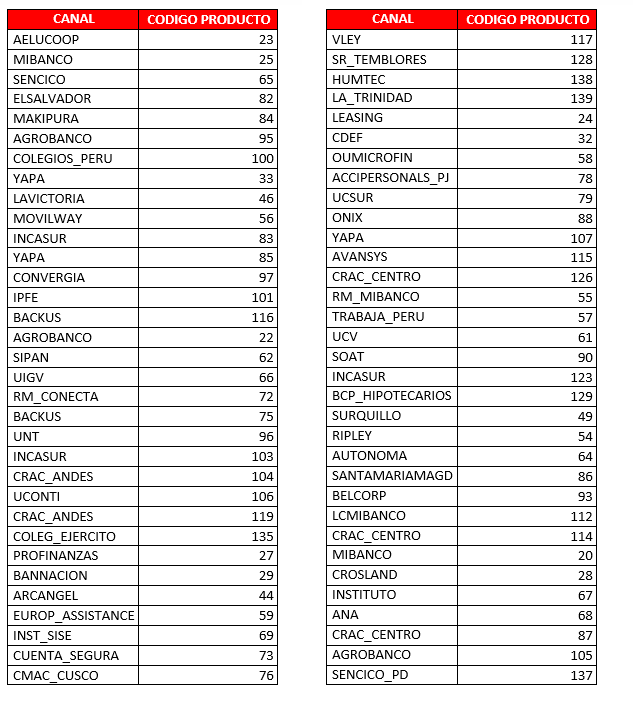 CANAL CODIGO PRODUCTO
AELUCOOP 23
MIBANCO 25
SENCICO 65
ELSALVADOR 82
MAKIPURA 84
AGROBANCO 95
COLEGIOS_PERU 100
YAPA 33
LAVICTORIA 46
MOVILWAY 56
INCASUR 83
YAPA 85
CONVERGIA 97
IPFE 101
BACKUS 116
AGROBANCO 22
SIPAN 62
UIGV 66
RM_CONECTA 72
BACKUS 75
UNT 96
INCASUR 103
CRAC_ANDES 104
UCONTI 106
CRAC_ANDES 119
COLEG_EJERCITO 135
PROFINANZAS 27
BANNACION 29
ARCANGEL 44
EUROP_ASSISTANCE 59
INST_SISE 69
CUENTA_SEGURA 73
CMAC_CUSCO 76
CANAL CODIGO PRODUCTO
VLEY 117
SR_TEMBLORES 128
HUMTEC 138
LA_TRINIDAD 139
LEASING 24
CDEF 32
OUMICROFIN 58
ACCIPERSONALS_PJ 78
UCSUR 79
ONIX 88
YAPA 107
AVANSYS 115
CRAC_CENTRO 126
RM_MIBANCO 55
TRABAJA_PERU 57
UCV 61
SOAT 90
INCASUR 123
BCP_HIPOTECARIOS 129
SURQUILLO 49
RIPLEY 54
AUTONOMA 64
SANTAMARIAMAGD 86
BELCORP 93
LCMIBANCO 112
CRAC_CENTRO 114
MIBANCO 20
CROSLAND 28
INSTITUTO 67
ANA 68
CRAC_CENTRO 87
AGROBANCO 105
SENCICO_PD 137